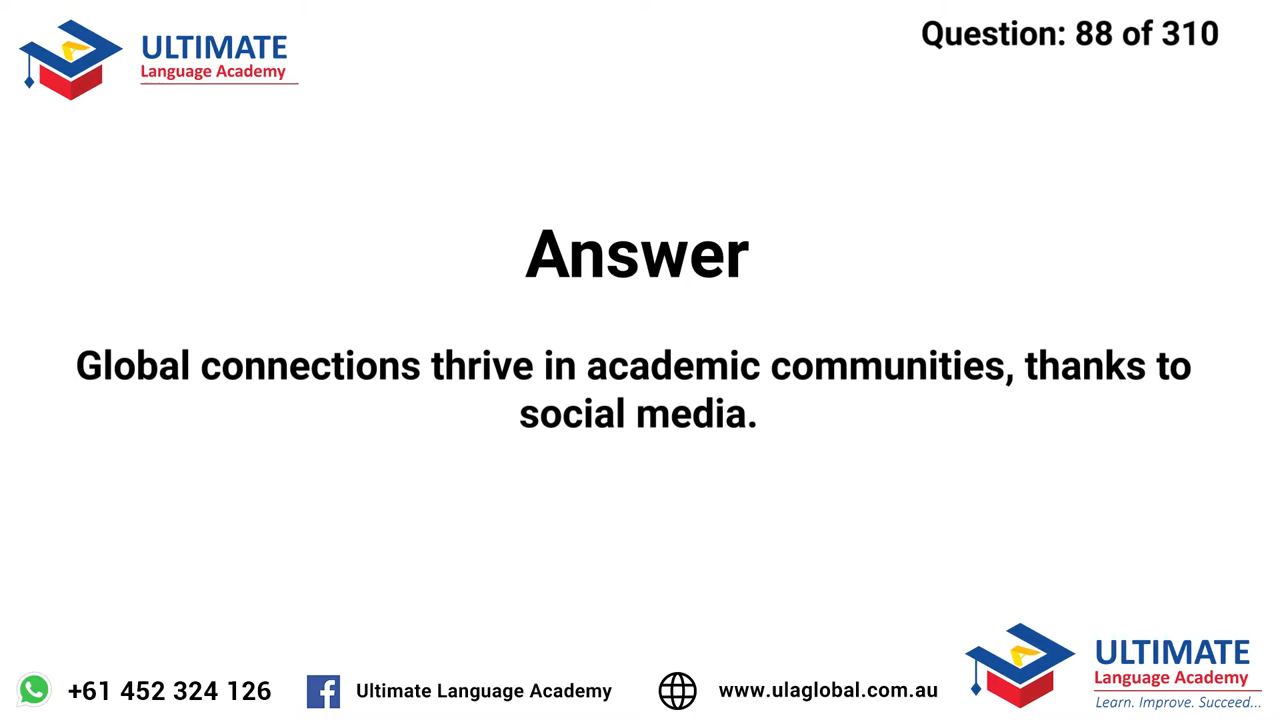 ULTIMATE
Language Academy
Question: 88 of 310
Answer
Global connections thrive in academic communities, thanks to
social media.
+61 452 324 126
Ultimate Language Academy
www.ulaglobal.com.au
ULTIMATE
Language Academy
Learn. Improve. Succeed...